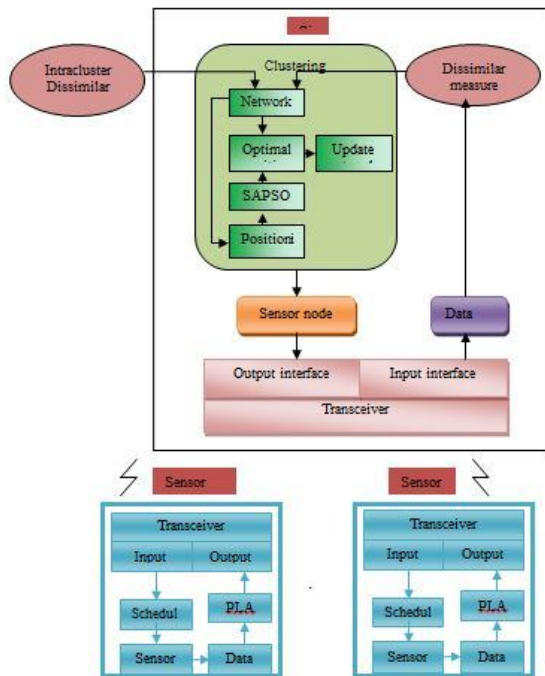 Clustering
Intracluster
Dissimilar
Dissimilar
measure
Network
Optimal
Update
SAPSO
Positioni
Sensor node
Data
Output interface
Input interface
Transceiver
Sensor
Sensor
Transceiver
Input
Output
Schedul
PLA
Sensor
Data
Transceiver
Input
Output
Schedul
PLA
Sensor
Data